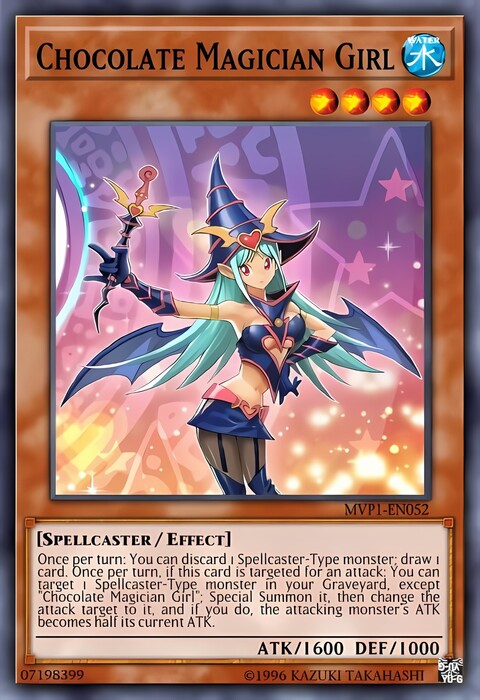 Chocolate Magician Girl
WATER
水
MVP1-EN052
[Spellcaster / Effect]
Once per turn: You can discard 1 Spellcaster-Type monster; draw 1
card. Once per turn, if this card is targeted for an attack: You can
target 1 Spellcaster-Type monster in your Graveyard, except
"Chocolate Magician Girl"; Special Summon it, then change the
attack target to it, and if you do, the attacking monster's ATK
becomes half its current ATK.
ATK/1600 DEF/1000
07198399
©1996 KAZUKI TAKAHASHI